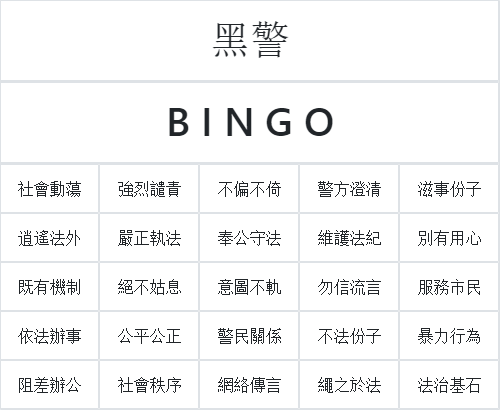 黑警
BINGO
社會動蕩 強烈譴責 不偏不倚 警方澄清 滋事份子
逍遙法外 嚴正執法 奉公守法 維護法紀 別有用心
既有機制 絕不姑息 意圖不軌 勿信流言 服務市民
依法辦事 公平公正 警民關係 不法份子 暴力行為
阻差辦公 社會秩序 網絡傳言 繩之於法 法治基石